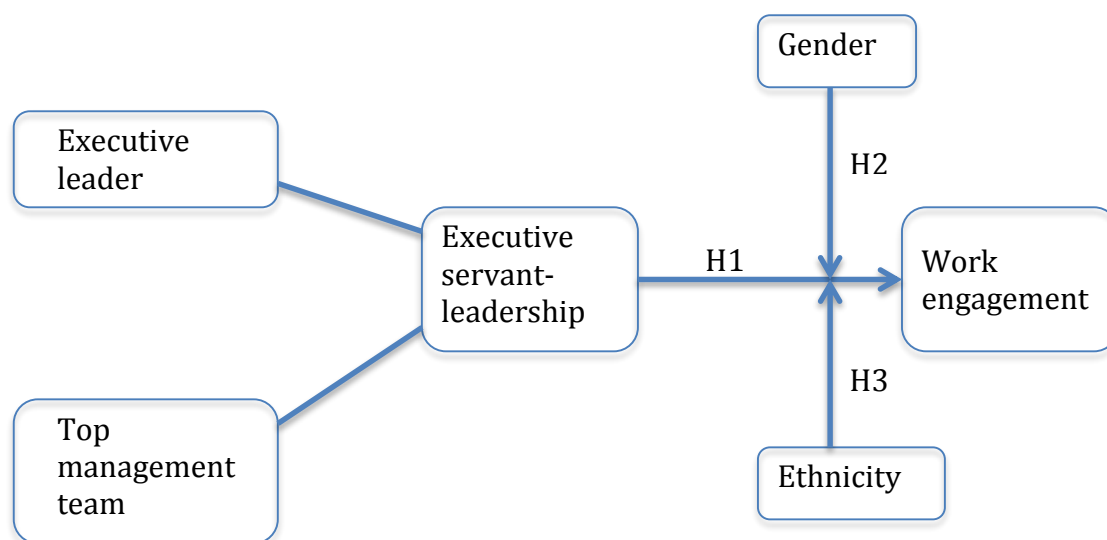 Gender
Executive
leader
H2
Executive
servant-
leadership
H1
Work
engagement
H3
Top
management
team
Ethnicity